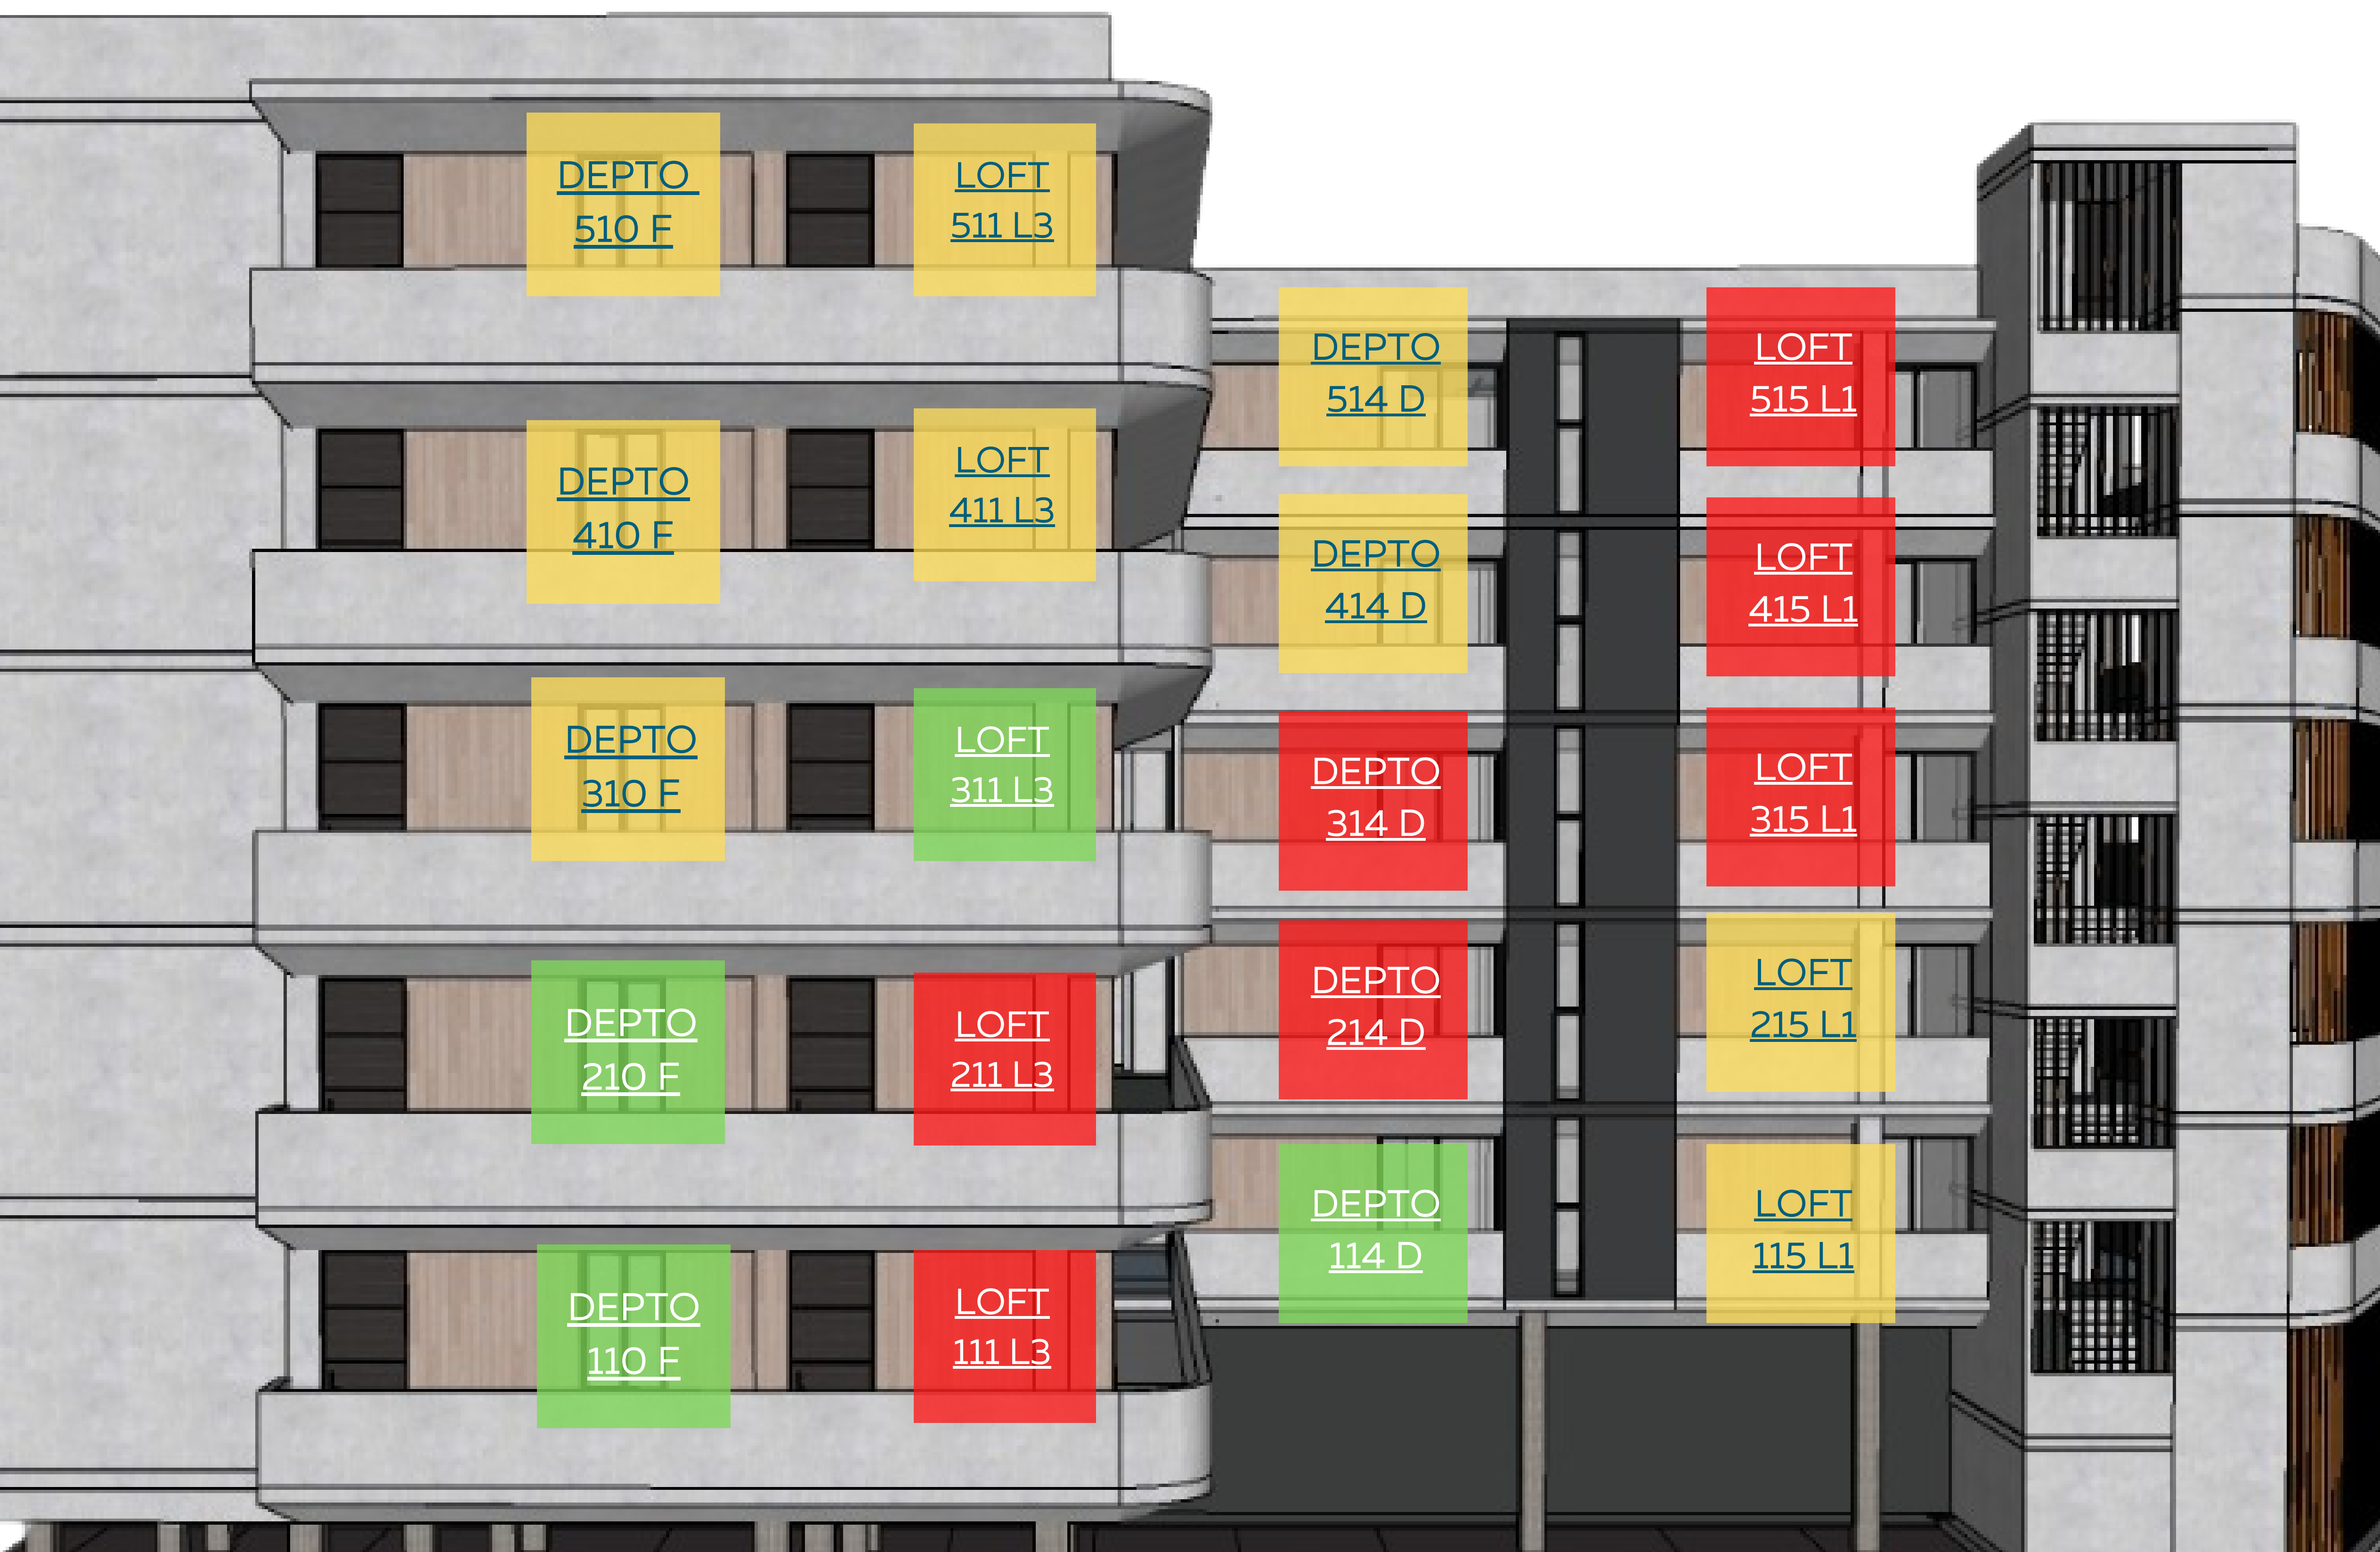 DEPTO
510 F
LOFT
511 L3
DEPTO
514 D
LOFT
515 L1
DEPTO
410 F
LOFT
411 L3
DEPTO
414 D
LOFT
415 L1
DEPTO
310 F
LOFT
311 L3
DEPTO
314 D
LOFT
315 L1
DEPTO
210 F
LOFT
211 L3
DEPTO
214 D
LOFT
215 L1
DEPTO
110 F
LOFT
111 L3
DEPTO
114 D
LOFT
115 L1